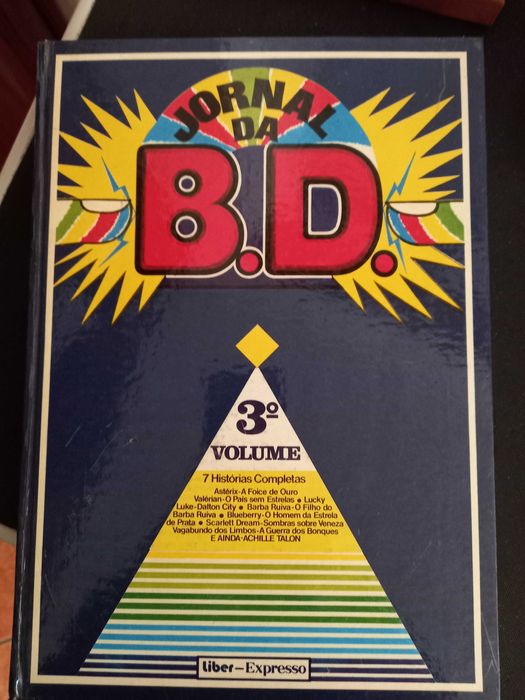 JORNAL
DA
B.D.
3º
VOLUME
7 Histórias Completas
Astérix-A Foice de Ouro
Valérian-O País sem Estrelas • Lucky
Luke-Dalton City • Barba Ruiva-O Filho do
Barba Ruiva • Blueberry-O Homem da Estrela
de Prata • Scarlett Dream-Sombras sobre Veneza
Vagabundo dos Limbos-A Guerra dos Bonques
E AINDA-ACHILLE TALON
Liber-Expresso